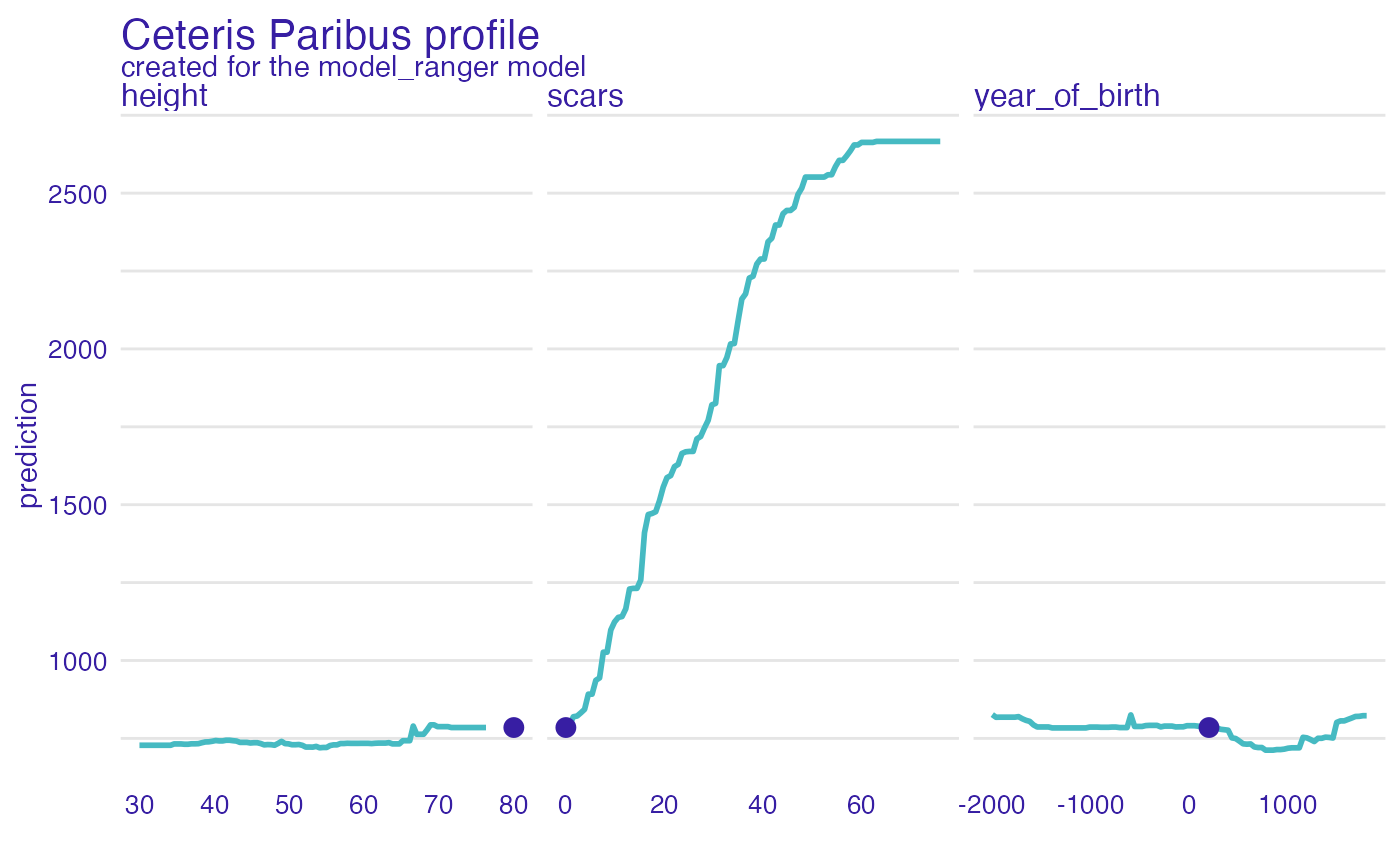 Ceteris Paribus profile
created for the model_ranger model
height scars year_of_birth
2500
2000
1500
1000
prediction
30 40 50 60 70 80 0 20 40 60 -2000 -1000 0 1000